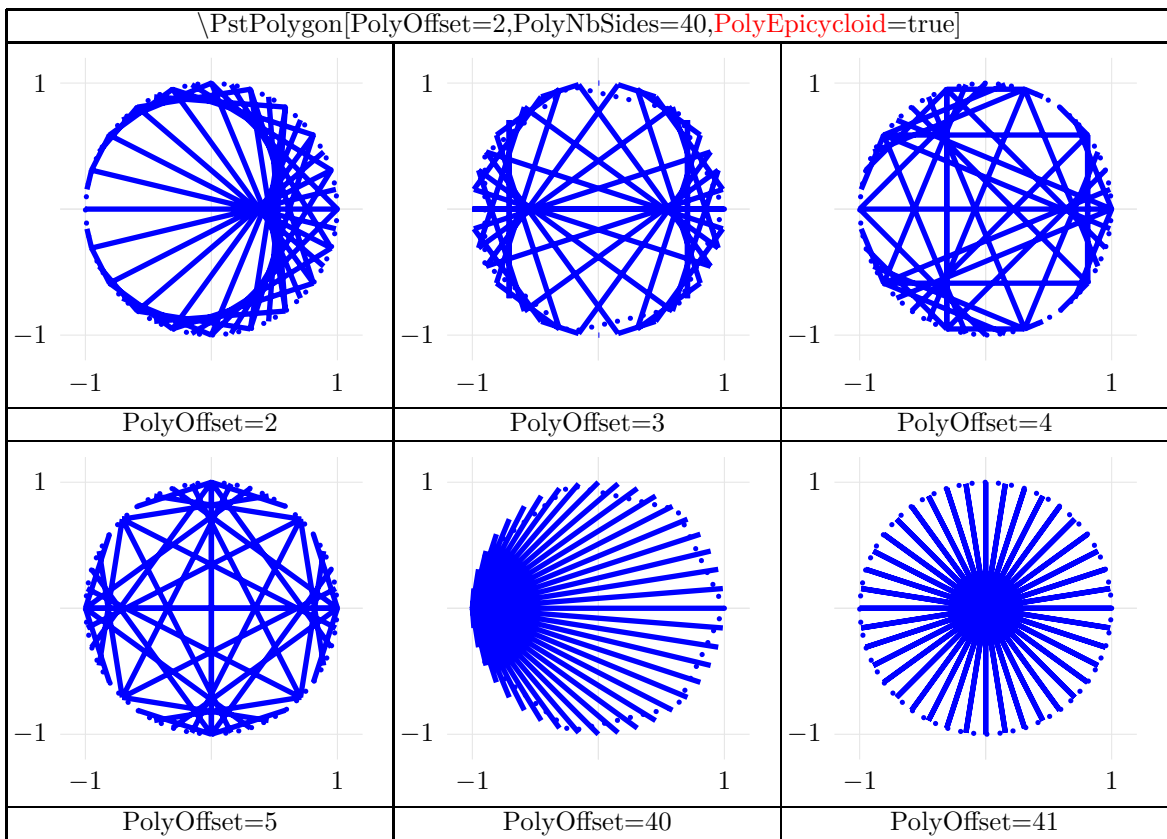 \PstPolygon[PolyOffset=2,PolyNbSides=40,PolyEpicycloid=true]
1 1 1
−1 −1 −1
−1 1 −1 1 −1 1
PolyOffset=2 PolyOffset=3 PolyOffset=4
1 1 1
−1 −1 −1
−1 1 −1 1 −1 1
PolyOffset=5 PolyOffset=40 PolyOffset=41